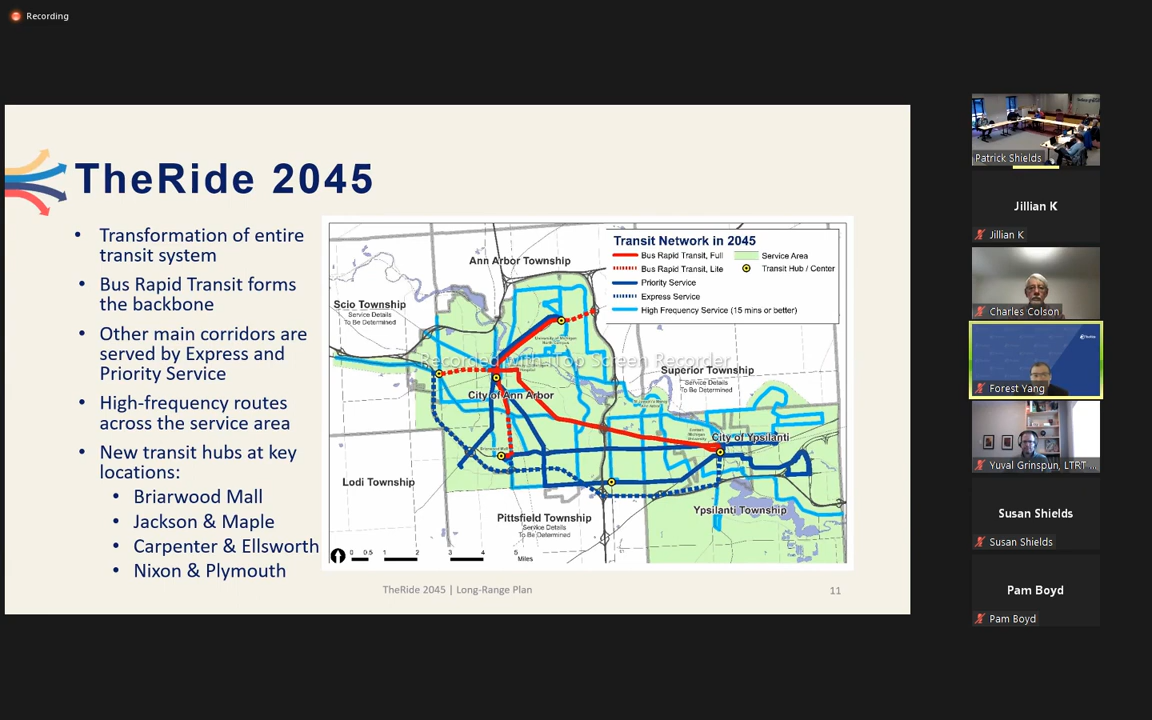 Recording
TheRide 2045
• Transformation of entire
transit system
• Bus Rapid Transit forms
the backbone
• Other main corridors are
served by Express and
Priority Service
• High-frequency routes
across the service area
• New transit hubs at key
locations:
• Briarwood Mall
• Jackson & Maple
• Carpenter & Ellsworth
• Nixon & Plymouth
Transit Network in 2045
Bus Rapid Transit, Full
Bus Rapid Transit, Lite
Priority Service
Express Service
High Frequency Service (15 mins or better)
Service Area
Transit Hub / Center
Ann Arbor Township
Scio Township
Service Details
To Be Determined
Recorded with iTop Screen Recorder
Superior Township
Service Details
To Be Determined
City of Ann Arbor
City of Ypsilanti
Lodi Township
Pittsfield Township
Service Details
To Be Determined
Ypsilanti Township
0 0.5 1 2 3 4 5
Miles
TheRide 2045 | Long-Range Plan
11
Patrick Shields
Jillian K
Jillian K
Charles Colson
Forest Yang
Yuval Grinspun, LTRT ...
Susan Shields
Susan Shields
Pam Boyd
Pam Boyd